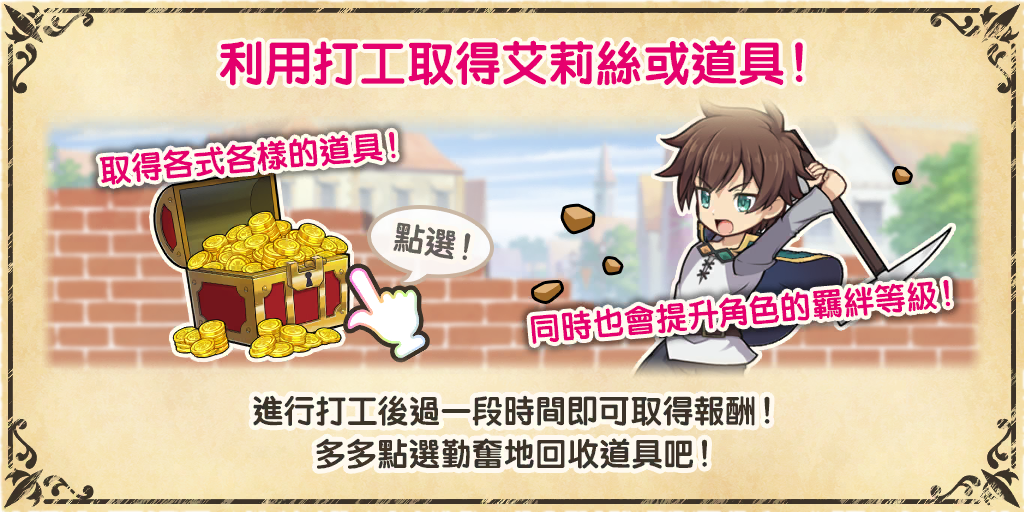 利用打工取得艾莉絲或道具!
取得各式各樣的道具!
點選!
同時也會提升角色的羈絆等級!
進行打工後過一段時間即可取得報酬!
多多點選勤奮地回收道具吧!